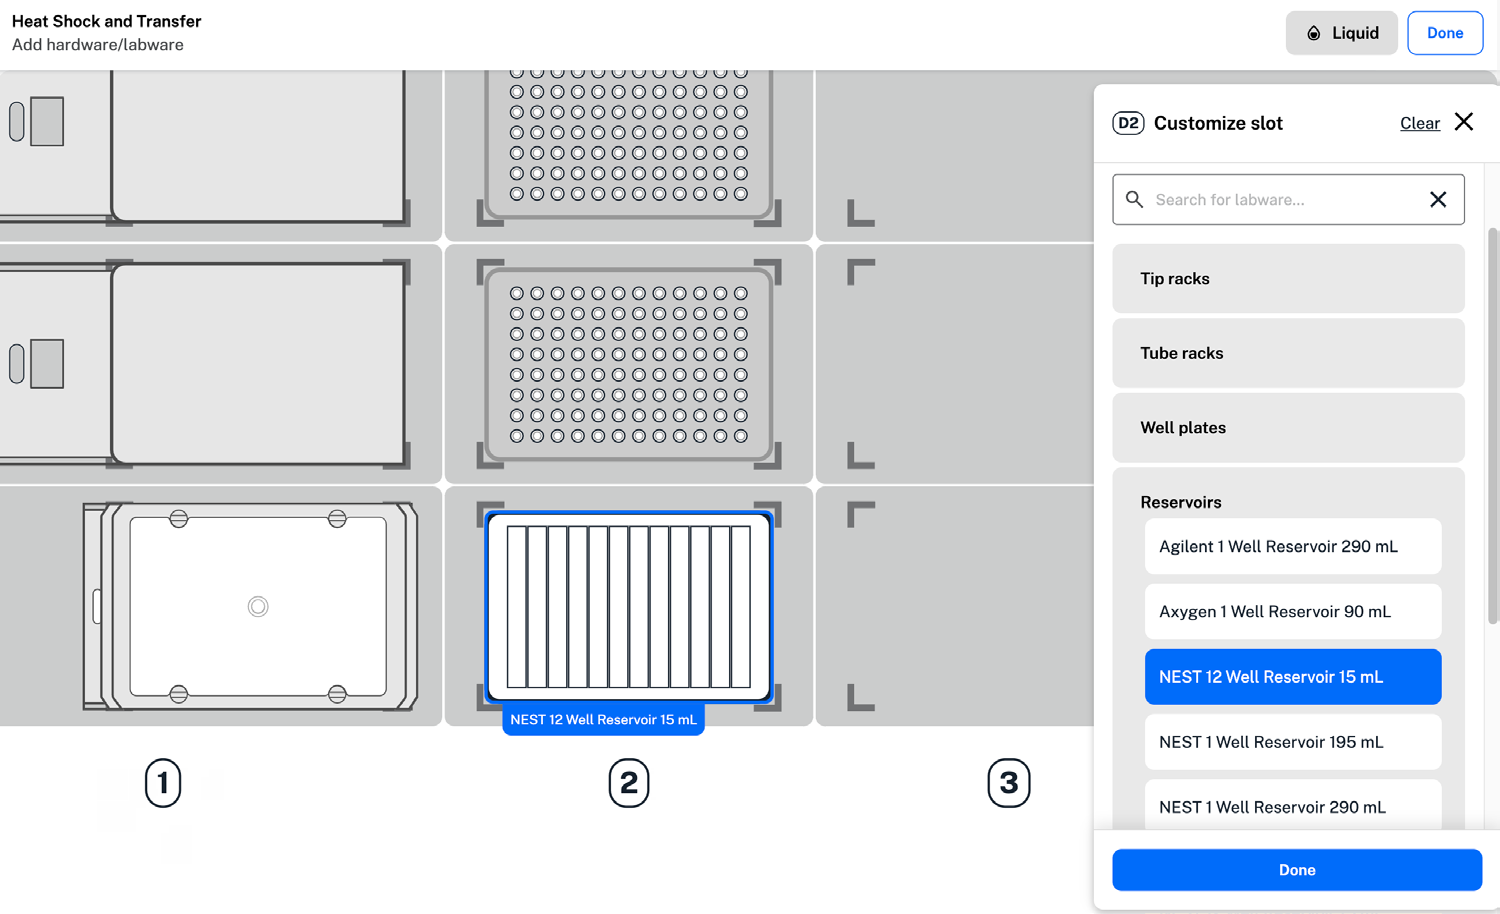 Heat Shock and Transfer
Add hardware/labware
Liquid
Done
D2 Customize slot
Clear
Search for labware...
Tip racks
Tube racks
Well plates
Reservoirs
Agilent 1 Well Reservoir 290 mL
Axygen 1 Well Reservoir 90 mL
NEST 12 Well Reservoir 15 mL
NEST 1 Well Reservoir 195 mL
NEST 1 Well Reservoir 290 mL
Done
NEST 12 Well Reservoir 15 mL
1
2
3